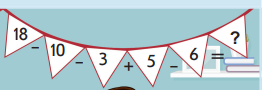 18 - 10 - 3 + 5 - 6 = ?